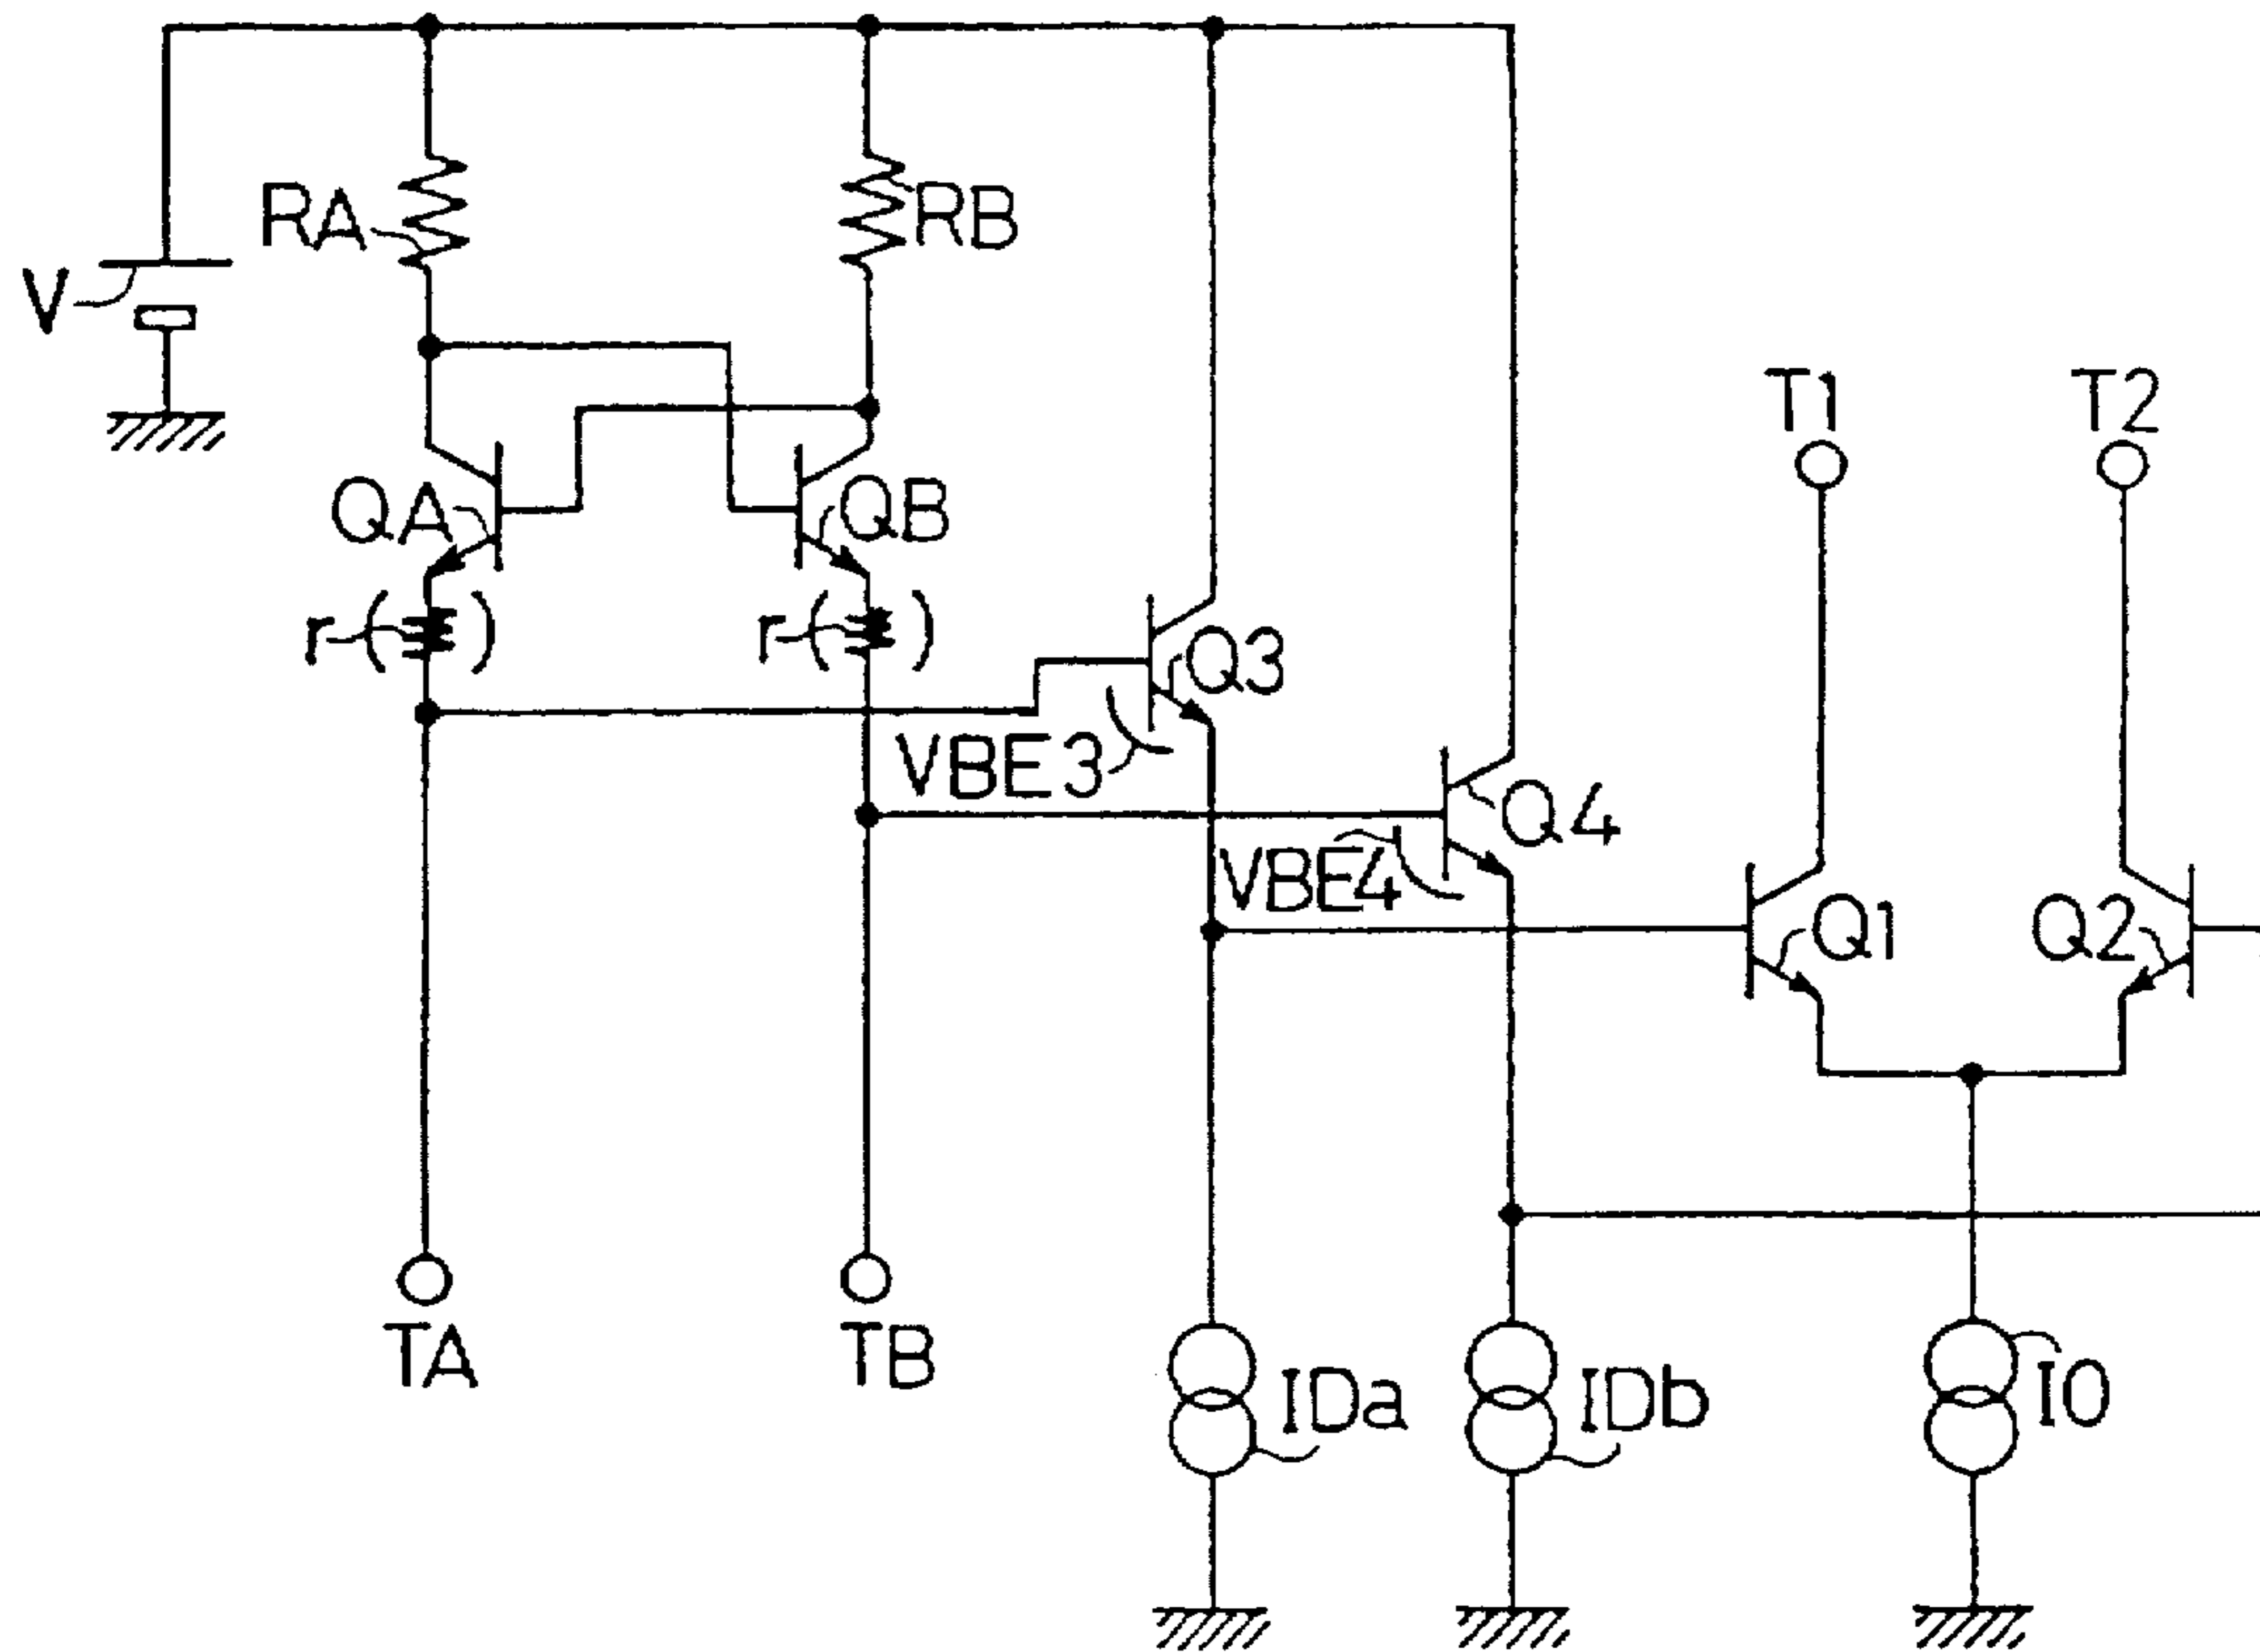 RA
RB
V
T1
T2
QA
QB
r
( )
r
( )
Q3
VBE3
Q4
VBE4
Q1
Q2
TA
TB
IDa
IDb
I0